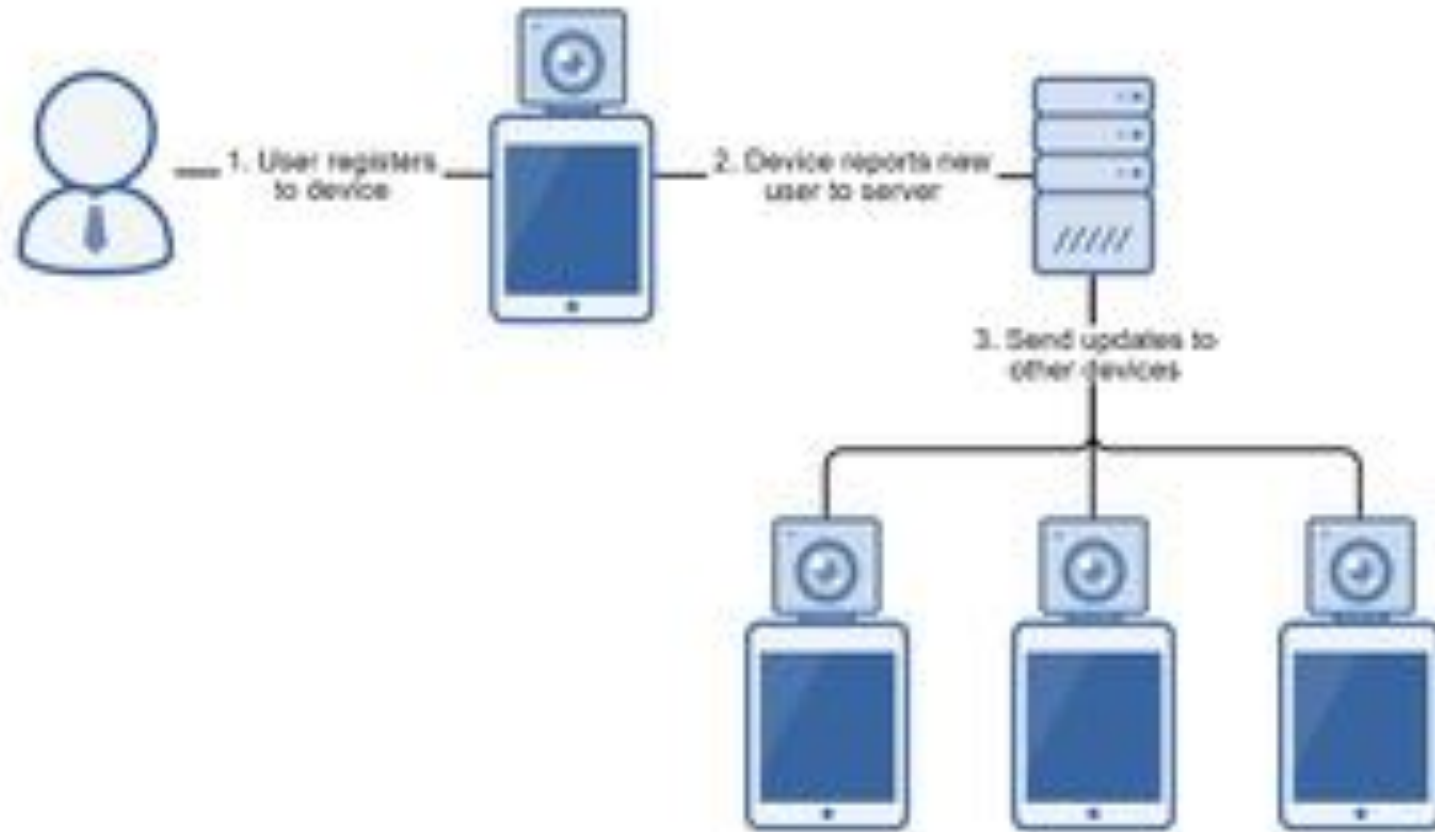 1. User registers
to device
2. Device reports new
user to server
3. Send updates to
other devices